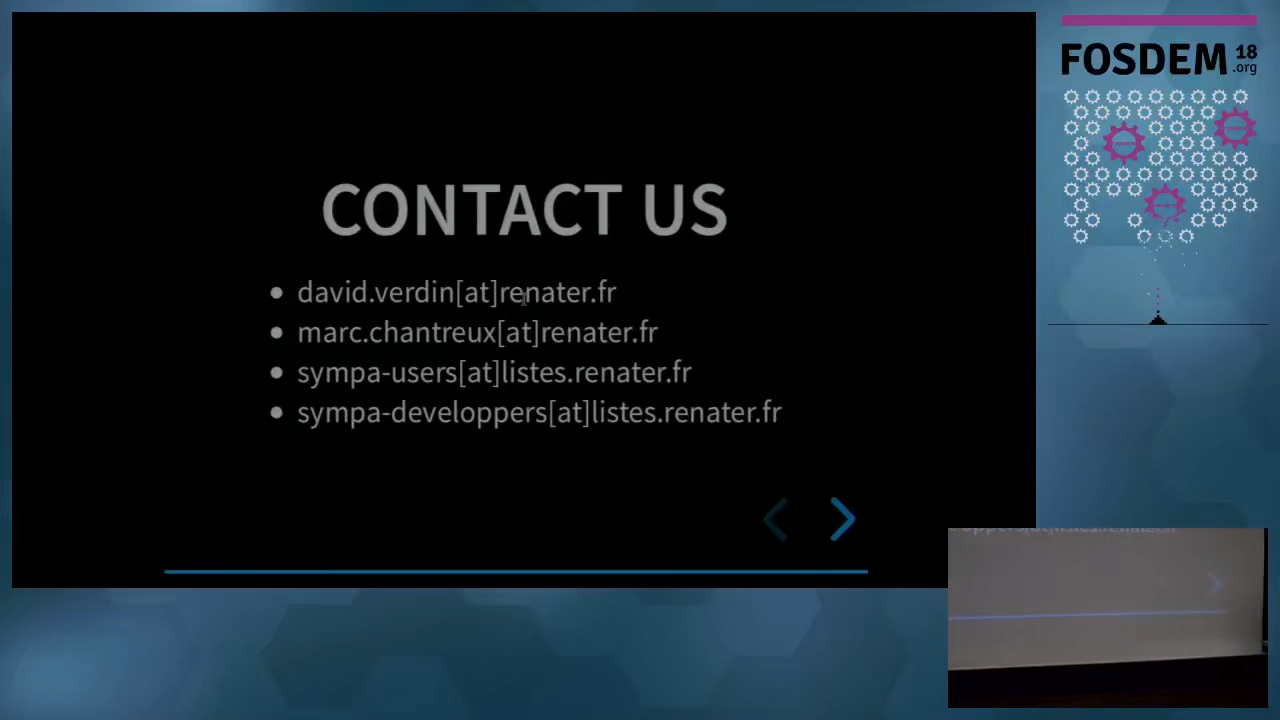 CONTACT US
david.verdin[at]renater.fr
marc.chantreux[at]renater.fr
sympa-users[at]listes.renater.fr
sympa-developpers[at]listes.renater.fr
FOSDEM 18
.org